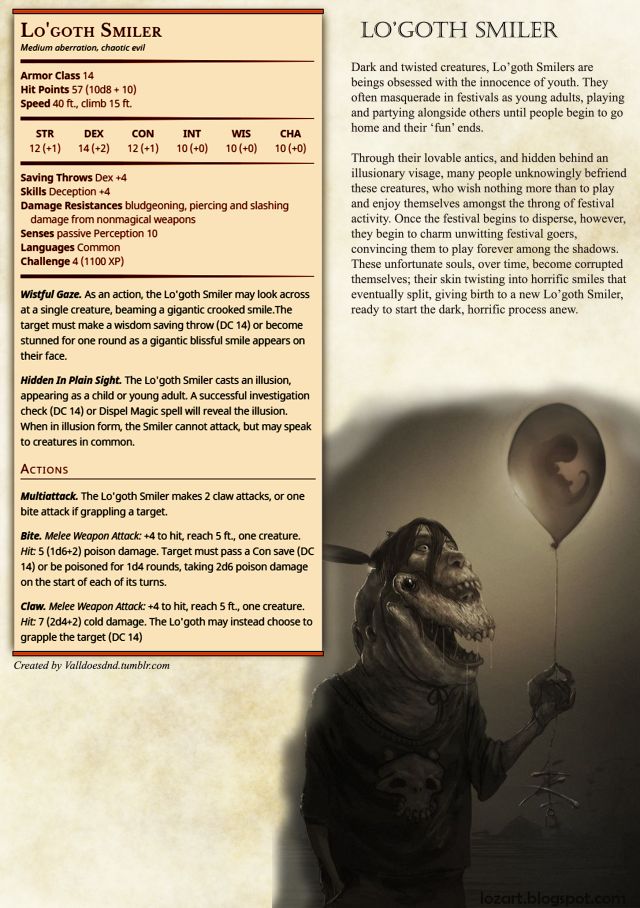 Lo'goth Smiler
Medium aberration, chaotic evil
Armor Class 14
Hit Points 57 (10d8 + 10)
Speed 40 ft., climb 15 ft.
STR DEX CON INT WIS CHA
12 (+1) 14 (+2) 12 (+1) 10 (+0) 10 (+0) 10 (+0)
Saving Throws Dex +4
Skills Deception +4
Damage Resistances bludgeoning, piercing and slashing
damage from nonmagical weapons
Senses passive Perception 10
Languages Common
Challenge 4 (1100 XP)
Wistful Gaze. As an action, the Lo'goth Smiler may look across
at a single creature, beaming a gigantic crooked smile.The
target must make a wisdom saving throw (DC 14) or become
stunned for one round as a gigantic blissful smile appears on
their face.
Hidden In Plain Sight. The Lo'goth Smiler casts an illusion,
appearing as a child or young adult. A successful investigation
check (DC 14) or Dispel Magic spell will reveal the illusion.
When in illusion form, the Smiler cannot attack, but may speak
to creatures in common.
Actions
Multiattack. The Lo'goth Smiler makes 2 claw attacks, or one
bite attack if grappling a target.
Bite. Melee Weapon Attack: +4 to hit, reach 5 ft., one creature.
Hit: 5 (1d6+2) poison damage. Target must pass a Con save (DC
14) or be poisoned for 1d4 rounds, taking 2d6 poison damage
on the start of each of its turns.
Claw. Melee Weapon Attack: +4 to hit, reach 5 ft., one creature.
Hit: 7 (2d4+2) cold damage. The Lo'goth may instead choose to
grapple the target (DC 14)
Created by Valldoesdnd.tumblr.com
LO'GOTH SMILER
Dark and twisted creatures, Lo'goth Smilers are
beings obsessed with the innocence of youth. They
often masquerade in festivals as young adults, playing
and partying alongside others until people begin to go
home and their 'fun' ends.
Through their lovable antics, and hidden behind an
illusionary visage, many people unknowingly befriend
these creatures, who wish nothing more than to play
and enjoy themselves amongst the throng of festival
activity. Once the festival begins to disperse, however,
they begin to charm unwitting festival goers,
convincing them to play forever among the shadows.
These unfortunate souls, over time, become corrupted
themselves; their skin twisting into horrific smiles that
eventually split, giving birth to a new Lo'goth Smiler,
ready to start the dark, horrific process anew.
lozart.blogspot.com